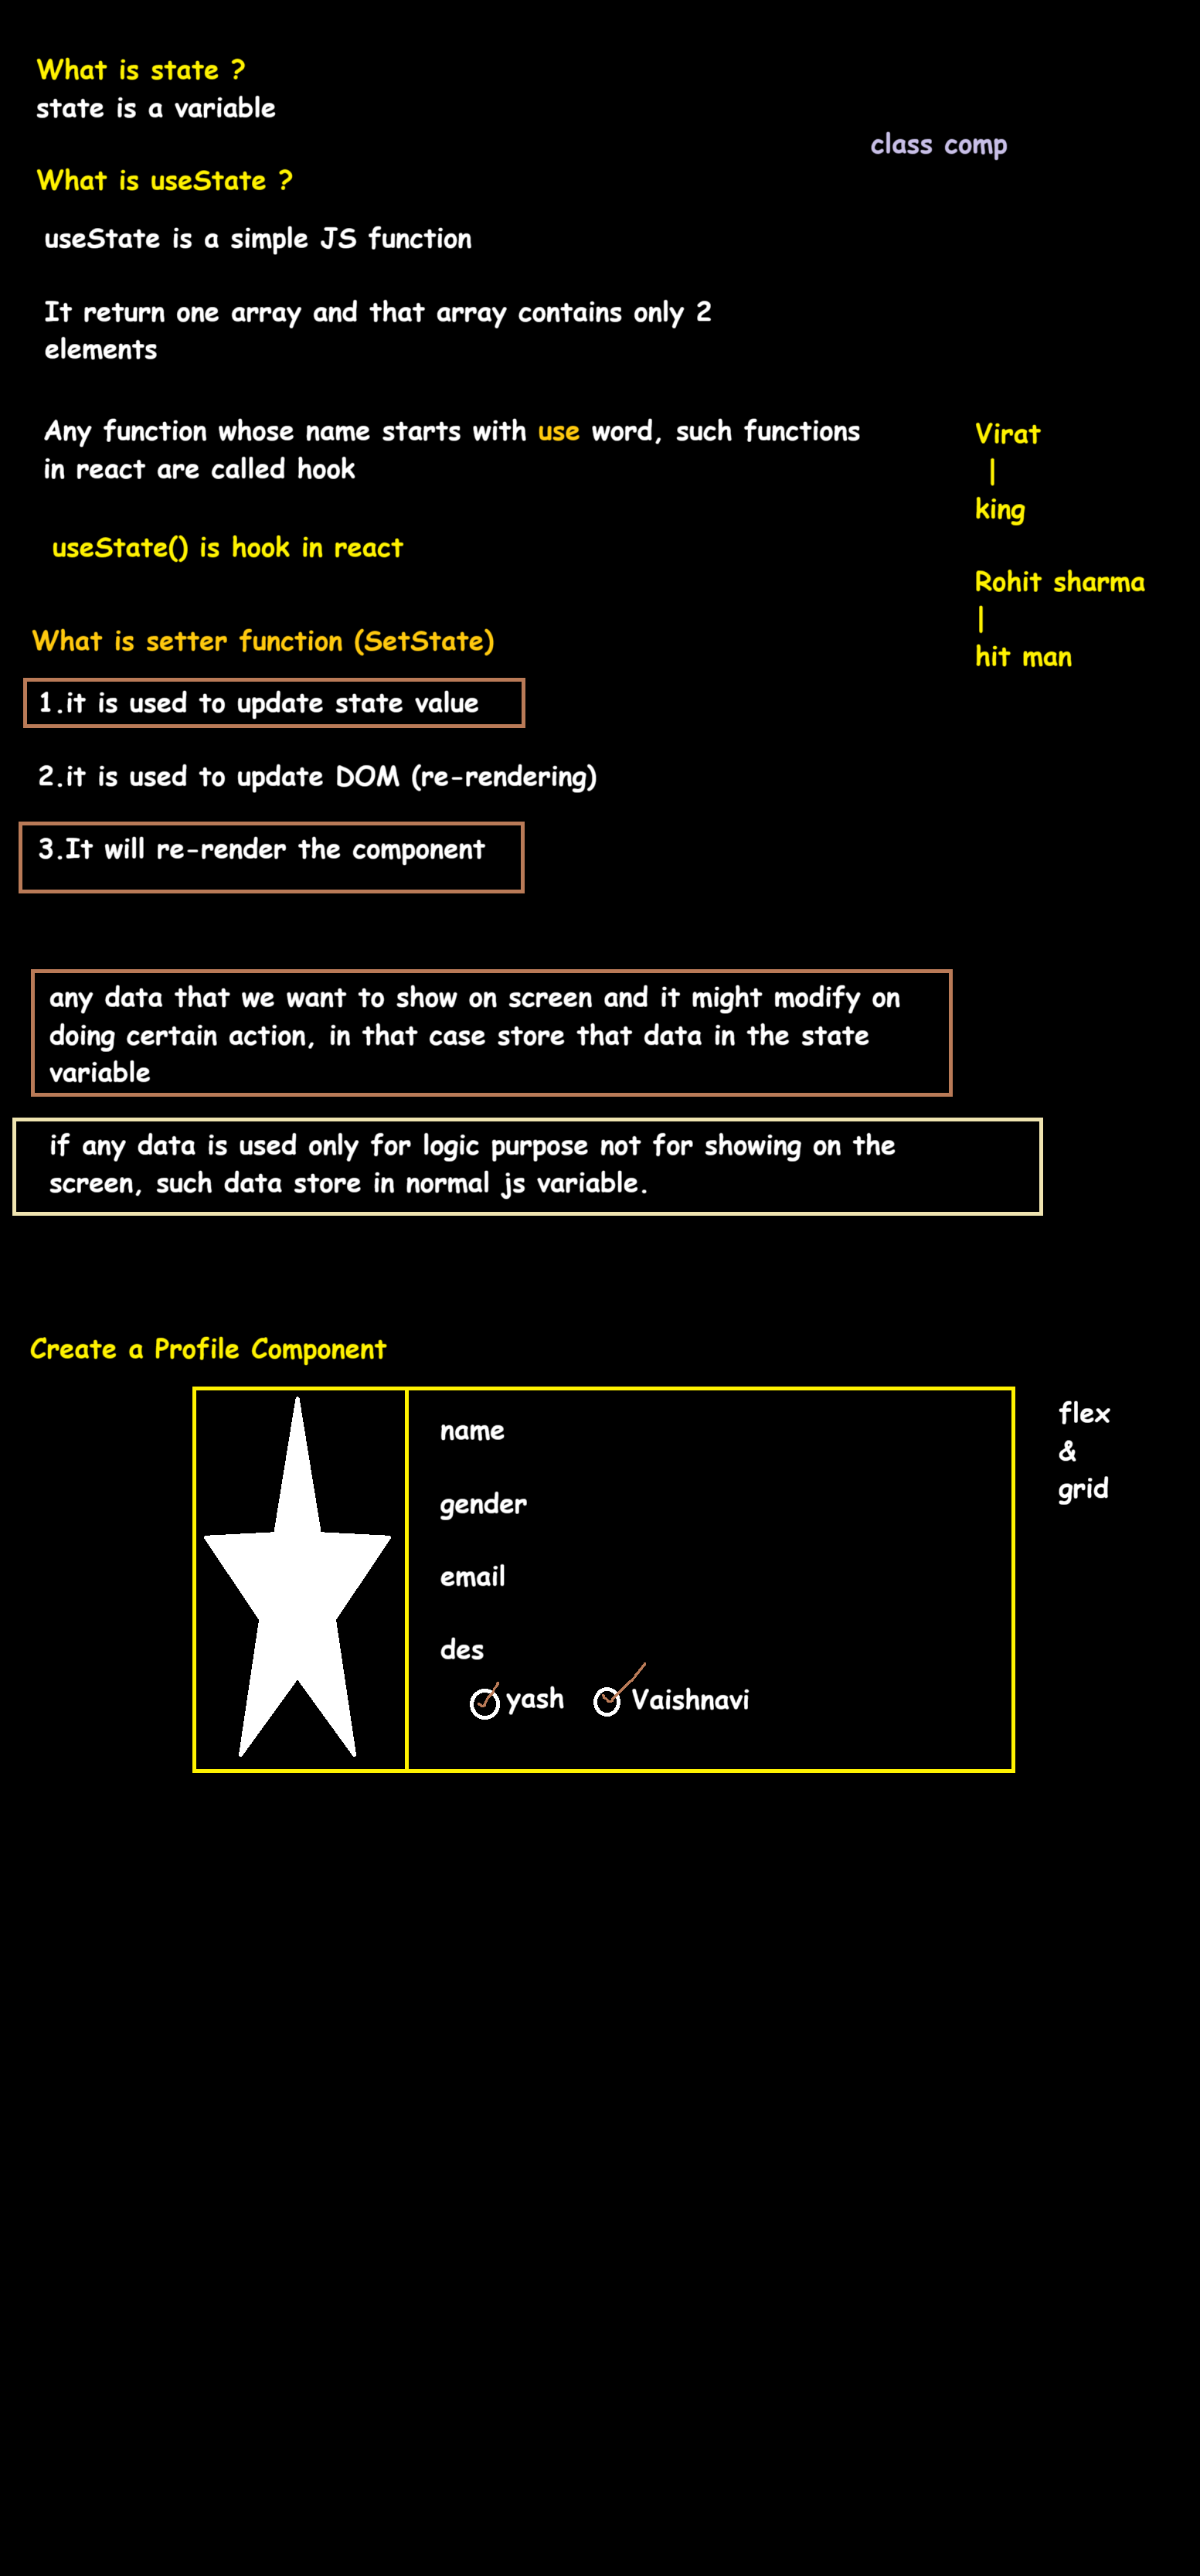 What is state ?
state is a variable
class comp
What is useState ?
useState is a simple JS function
It return one array and that array contains only 2
elements
Any function whose name starts with use word, such functions
in react are called hook
Virat
|
king
useState() is hook in react
Rohit sharma
|
hit man
What is setter function (SetState)
1.it is used to update state value
2.it is used to update DOM (re-rendering)
3.It will re-render the component
any data that we want to show on screen and it might modify on
doing certain action, in that case store that data in the state
variable
if any data is used only for logic purpose not for showing on the
screen, such data store in normal js variable.
Create a Profile Component
name
gender
email
des
yash Vaishnavi
flex
&
grid